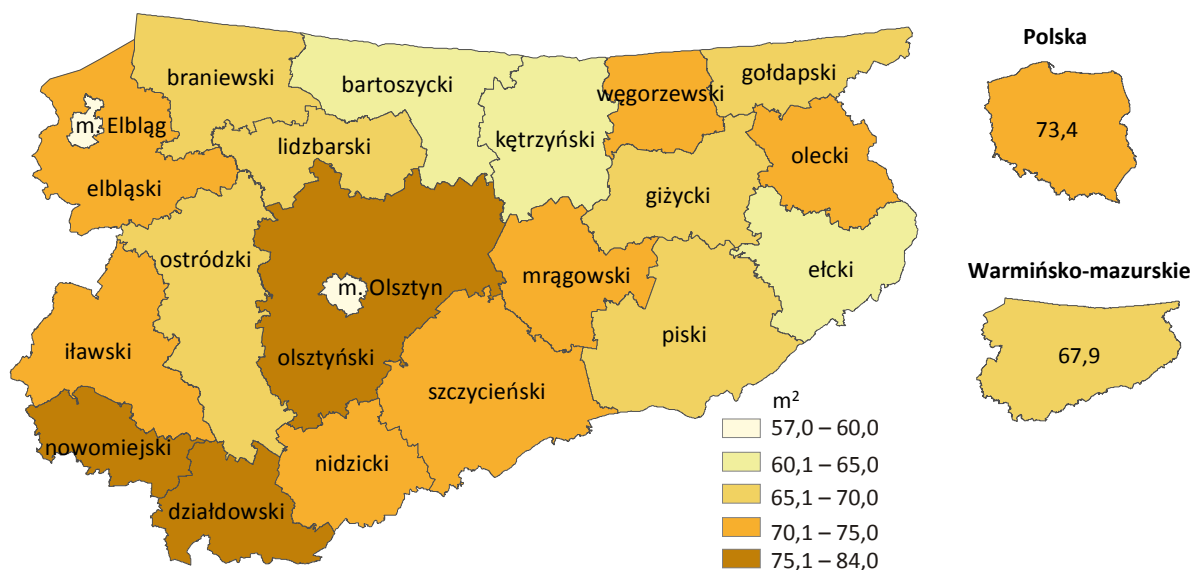 Polska
73,4
Warmińsko-mazurskie
67,9
braniewski
bartoszycki
gołdapski
węgorzewski
m. Elbląg
kętrzyński
lidzbarski
olecki
elbląski
giżycki
ostródzki
ełcki
mrągowski
m. Olsztyn
piski
iławski
olsztyński
szczycieński
nowomiejski
nidzicki
działdowski
m²
57,0 – 60,0
60,1 – 65,0
65,1 – 70,0
70,1 – 75,0
75,1 – 84,0